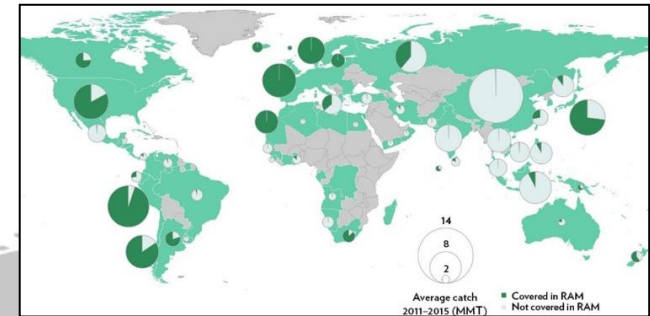 14
8
2
Average catch
2011–2015 (MMT)
Covered in RAM
Not covered in RAM